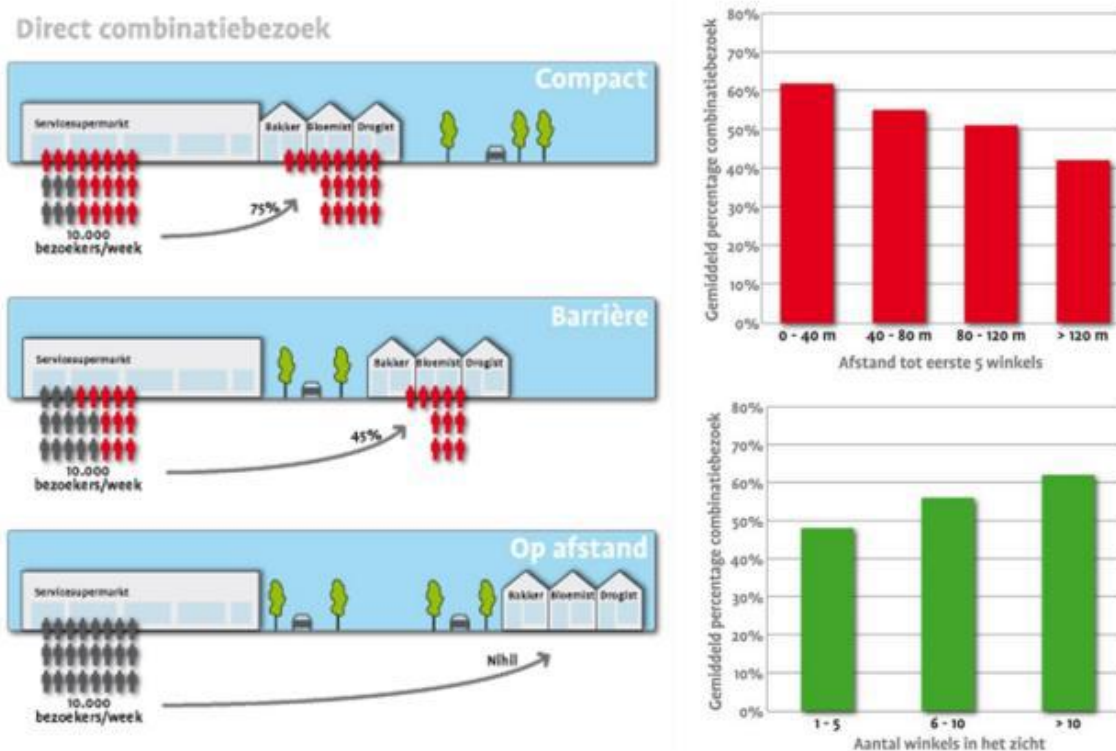 Direct combinatiebezoek
Compact
Servicesupermarkt
Bakker Bloemist Drogist
75%
10.000
bezoekers/week
Barrière
Servicesupermarkt
Bakker Bloemist Drogist
45%
10.000
bezoekers/week
Op afstand
Servicesupermarkt
Bakker Bloemist Drogist
Nihil
10.000
bezoekers/week
Gemiddeld percentage combinatiebezoek
80%
70%
60%
50%
40%
30%
20%
10%
0%
0 - 40 m 40 - 80 m 80 - 120 m > 120 m
Afstand tot eerste 5 winkels
Gemiddeld percentage combinatiebezoek
80%
70%
60%
50%
40%
30%
20%
10%
0%
1 - 5 6 - 10 > 10
Aantal winkels in het zicht